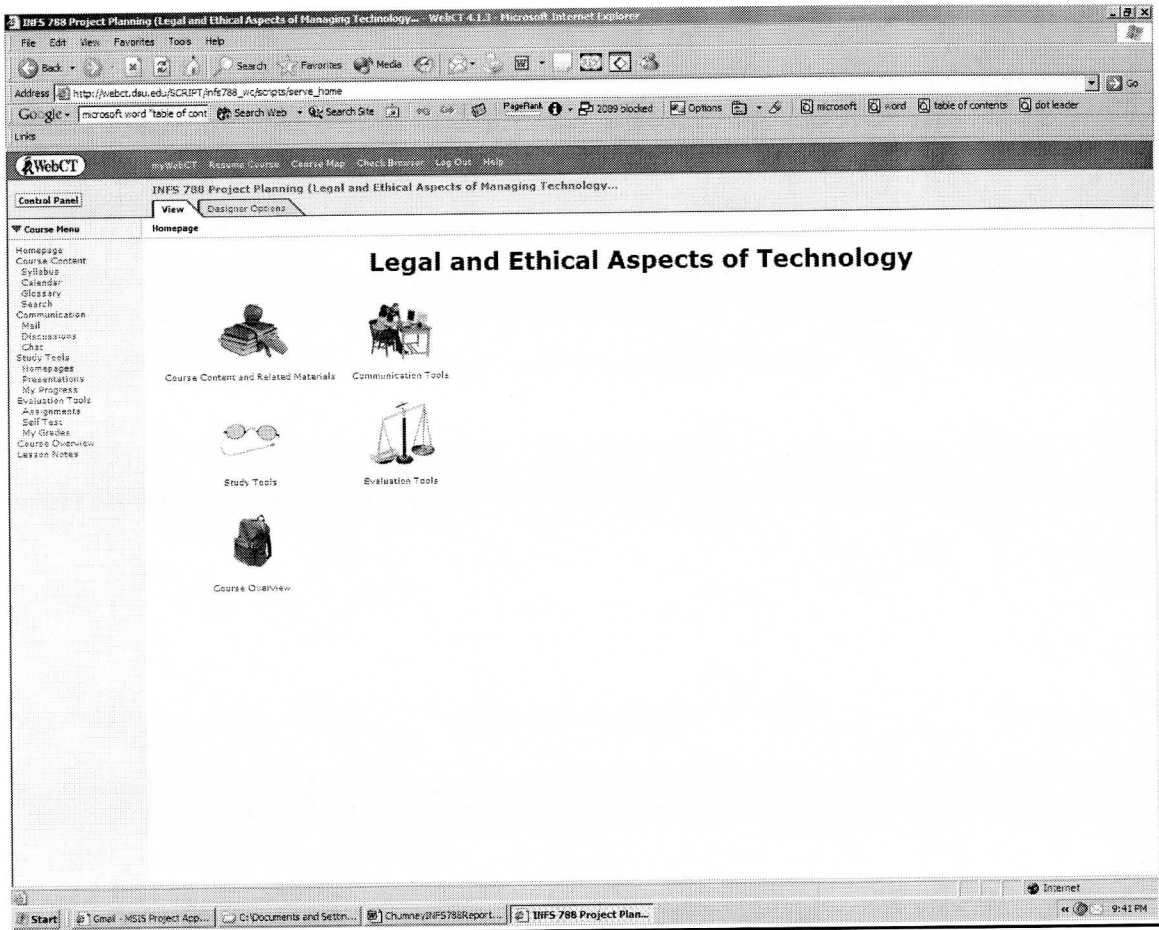 INFS 788 Project Planning (Legal and Ethical Aspects of Managing Technology... - WebCT 4.1.3 - Microsoft Internet Explorer
File Edit View Favorites Tools Help
Back Search Favorites Media
Address http://webct.dsu.edu/SCRIPT/infs788_wc/scripts/serve_home Go
Google microsoft word "table of cont Search Web Search Site PageRank 2089 blocked Options microsoft word table of contents dot leader
Links
WebCT myWebCT Resume Course Course Map Check Browser Log Out Help
Control Panel
INFS 788 Project Planning (Legal and Ethical Aspects of Managing Technology...
View Designer Options
Course Menu
Homepage
Homepage
Course Content
Syllabus
Calendar
Glossary
Search
Communication
Mail
Discussions
Chat
Study Tools
Homepages
Presentations
My Progress
Evaluation Tools
Assignments
Self Test
My Grades
Course Overview
Lesson Notes
Legal and Ethical Aspects of Technology
Course Content and Related Materials Communication Tools
Study Tools Evaluation Tools
Course Overview
Internet
Start Gmail - MSIS Project App... C:\Documents and Settin... ChumneyINFS788Report... INFS 788 Project Plan... 9:41 PM